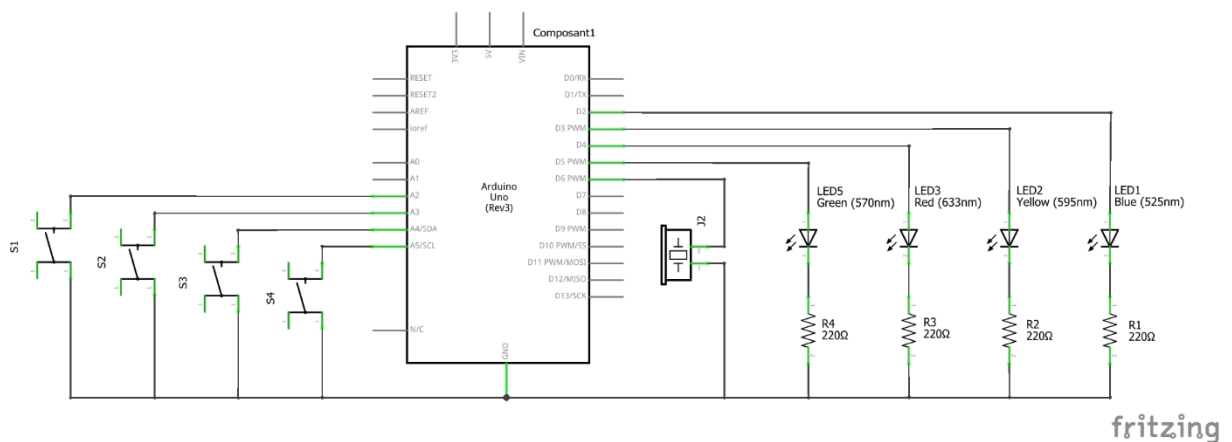 Composant1
3V3
5V
VIN
RESET
RESET2
AREF
ioref
A0
A1
A2
A3
A4/SDA
A5/SCL
N/C
Arduino
Uno
(Rev3)
GND
D0/RX
D1/TX
D2
D3 PWM
D4
D5 PWM
D6 PWM
D7
D8
D9 PWM
D10 PWM/SS
D11 PWM/MOSI
D12/MISO
D13/SCK
S1
S2
S3
S4
J2
LED5
Green (570nm)
LED3
Red (633nm)
LED2
Yellow (595nm)
LED1
Blue (525nm)
R4
220Ω
R3
220Ω
R2
220Ω
R1
220Ω
fritzing